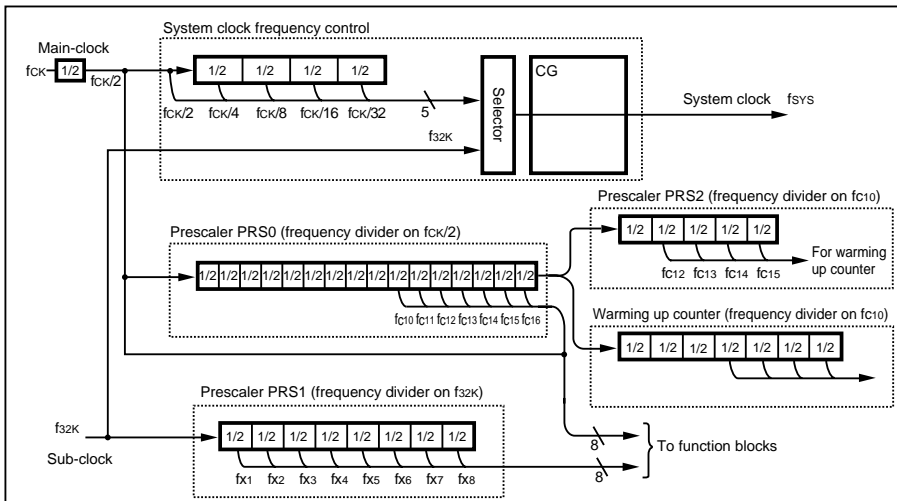 System clock frequency control
Main-clock
fCK
1/2
fCK/2
1/2 1/2 1/2 1/2
fCK/2 fCK/4 fCK/8 fCK/16 fCK/32
5
f32K
Selector
CG
System clock fSYS
Prescaler PRS2 (frequency divider on fC10)
1/2 1/2 1/2 1/2 1/2
fC12 fC13 fC14 fC15
For warming
up counter
Prescaler PRS0 (frequency divider on fCK/2)
1/2 1/2 1/2 1/2 1/2 1/2 1/2 1/2 1/2 1/2 1/2 1/2 1/2 1/2 1/2 1/2
fC10 fC11 fC12 fC13 fC14 fC15 fC16
Warming up counter (frequency divider on fC10)
1/2 1/2 1/2 1/2 1/2 1/2 1/2
Prescaler PRS1 (frequency divider on f32K)
f32K
Sub-clock
1/2 1/2 1/2 1/2 1/2 1/2 1/2 1/2
fX1 fX2 fX3 fX4 fX5 fX6 fX7 fX8
8
8
To function blocks